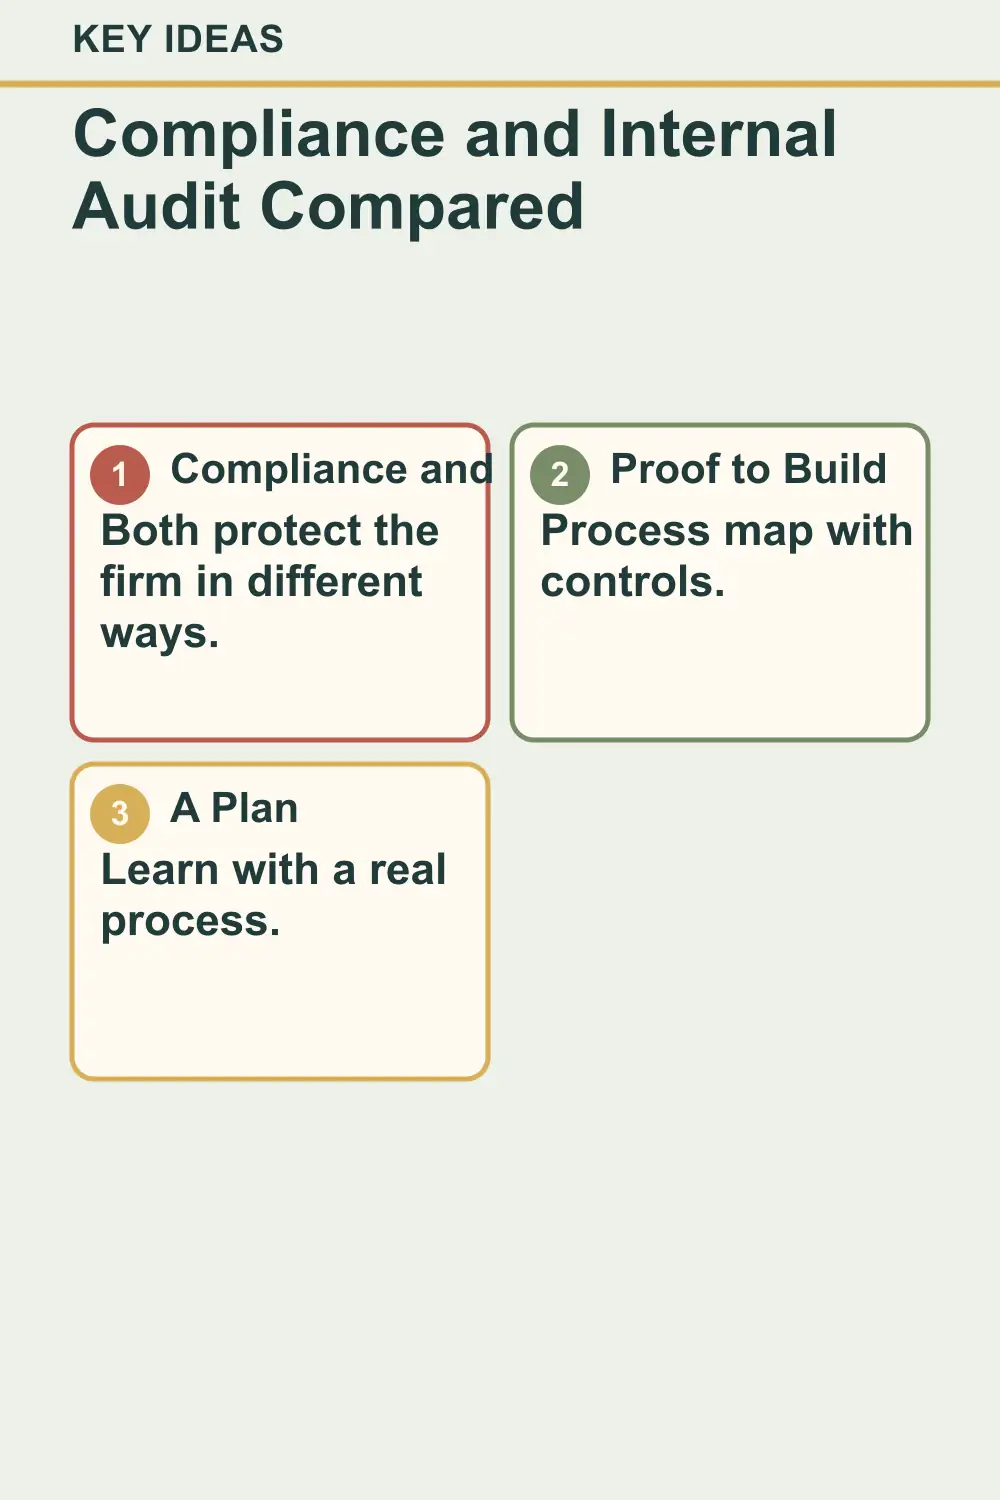 KEY IDEAS
Compliance and Internal
Audit Compared
1 Compliance and
Both protect the
firm in different
ways.
2 Proof to Build
Process map with
controls.
3 A Plan
Learn with a real
process.